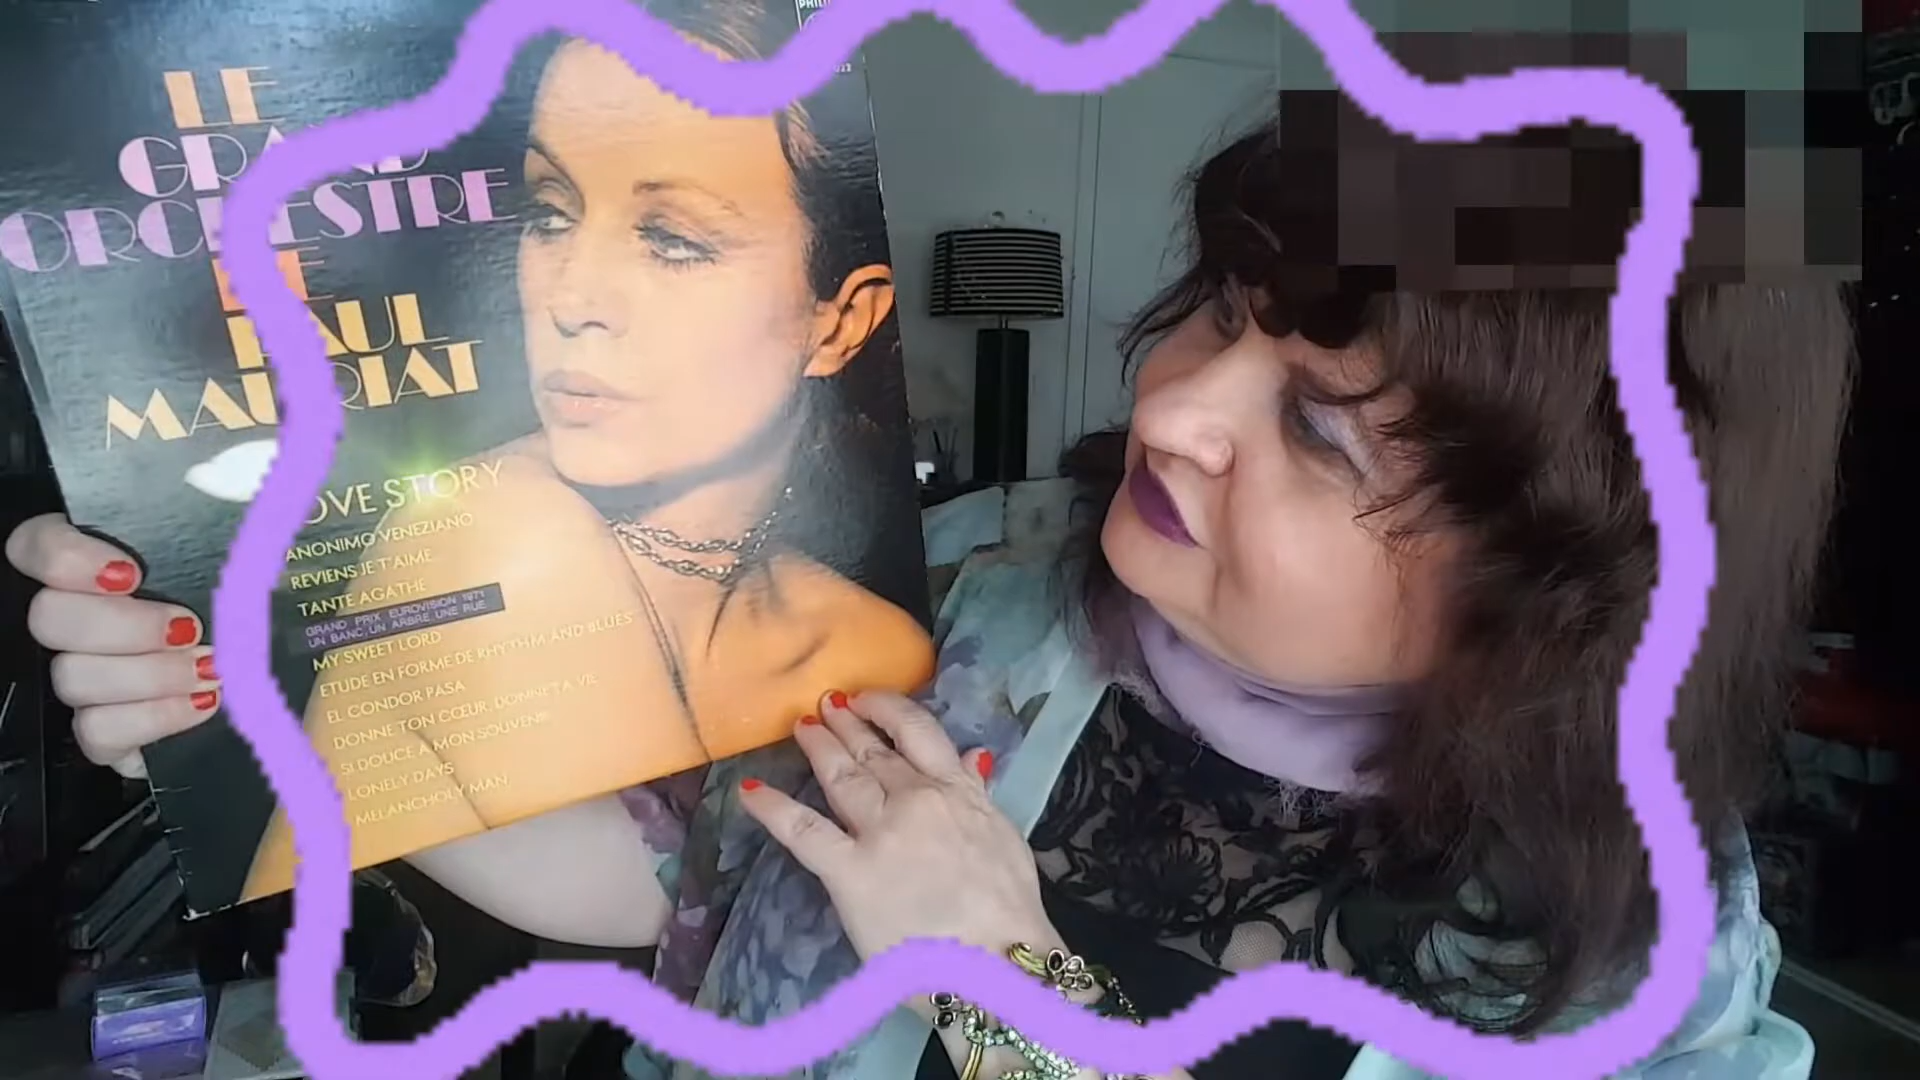 LE
GRAND
ORCHESTRE
DE
PAUL
MAURIAT
LOVE STORY
ANONIMO VENEZIANO
REVIENS JE T'AIME
TANTE AGATHE
GRAND PRIX EUROVISION 1971
UN BANC, UN ARBRE, UNE RUE
MY SWEET LORD
ETUDE EN FORME DE RHYTHM AND BLUES
EL CONDOR PASA
DONNE TON CŒUR, DONNE TA VIE
SI DOUCE A MON SOUVENIR
LONELY DAYS
MELANCHOLY MAN